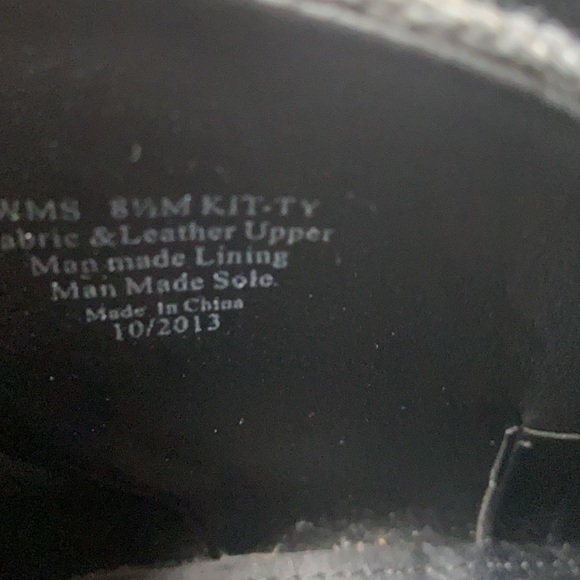 WMS 8½M KIT-TY
abric & Leather Upper
Man made Lining
Man Made Sole
Made In China
10/2013